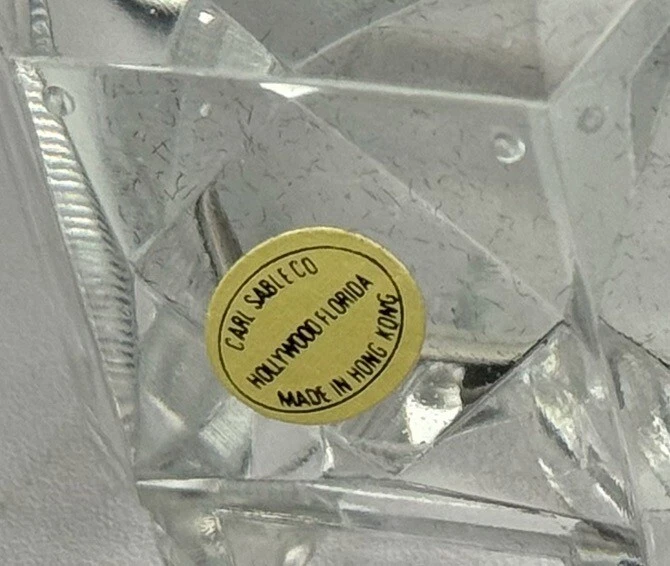 CARL SABLE CO
HOLLYWOOD FLORIDA
MADE IN HONG KONG